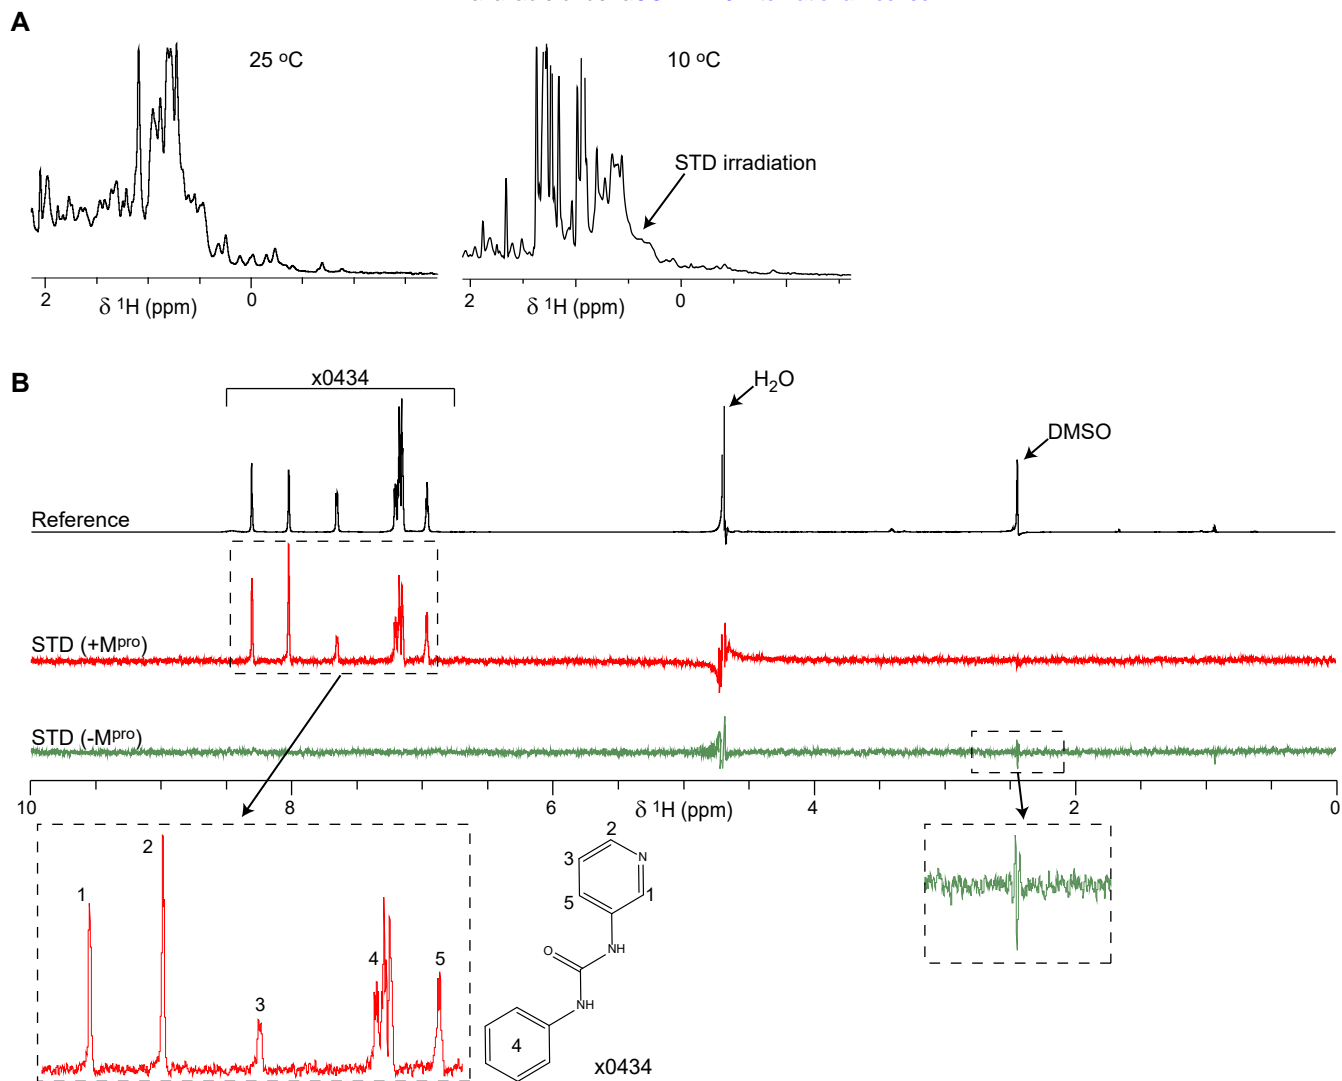 A
25 °C
10 °C
STD irradiation
2
0
δ ¹H (ppm)
2
0
δ ¹H (ppm)
B
x0434
H₂O
DMSO
Reference
STD (+Mᵖʳᵒ)
STD (-Mᵖʳᵒ)
10
8
6
δ ¹H (ppm)
4
2
0
1
2
3
4
5
2
3
N
5
1
O
NH
NH
4
x0434